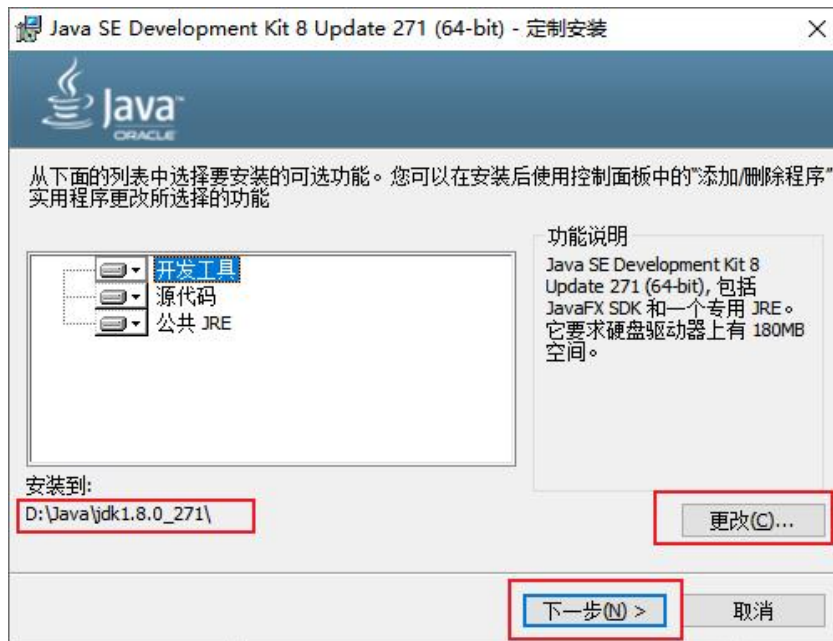 Java SE Development Kit 8 Update 271 (64-bit) - 定制安装
Java™
ORACLE
从下面的列表中选择要安装的可选功能。您可以在安装后使用控制面板中的"添加/删除程序"
实用程序更改所选择的功能
开发工具
源代码
公共 JRE
功能说明
Java SE Development Kit 8
Update 271 (64-bit), 包括
JavaFX SDK 和一个专用 JRE。
它要求硬盘驱动器上有 180MB
空间。
安装到:
D:\Java\jdk1.8.0_271\
更改(C)...
下一步(N) >
取消